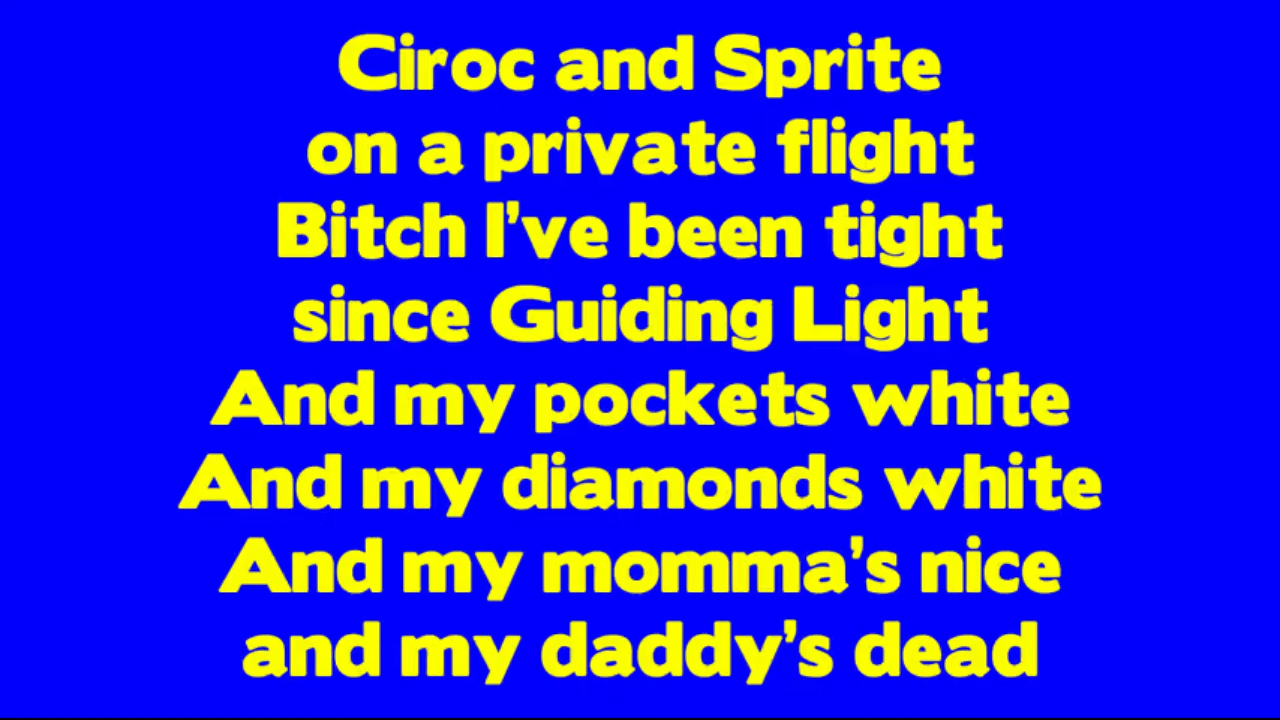 Ciroc and Sprite
on a private flight
Bitch I've been tight
since Guiding Light
And my pockets white
And my diamonds white
And my momma's nice
and my daddy's dead